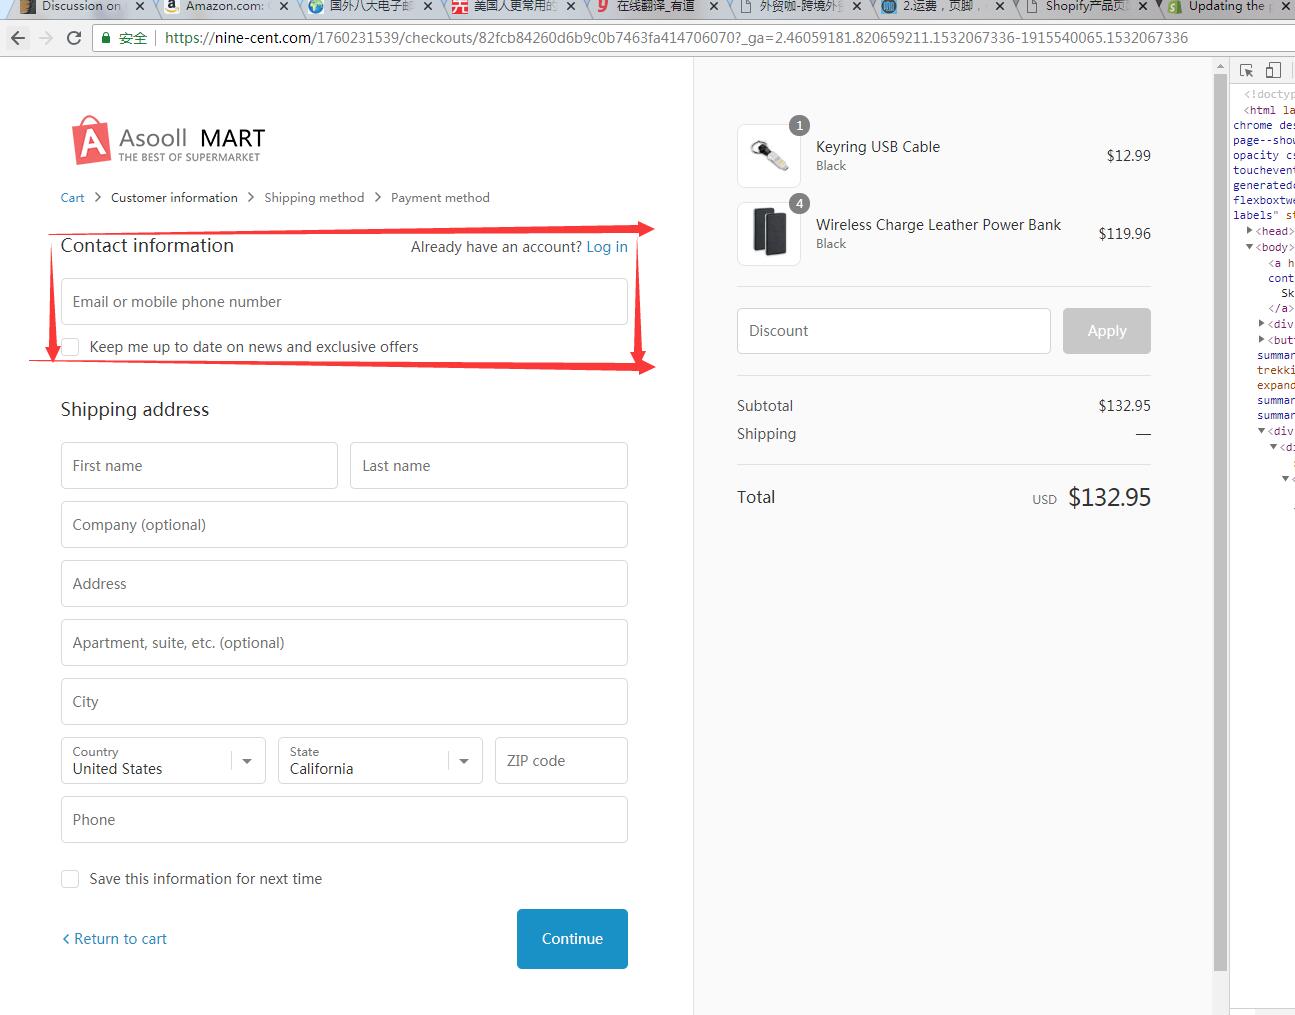 Discussion on
Amazon.com:
国外八大电子邮
美国人更常用的
在线翻译_有道
外贸咖-跨境外贸
2.运费，页脚，
Shopify产品页面
Updating the p
安全
https://nine-cent.com/1760231539/checkouts/82fcb84260d6b9c0b7463fa414706070?_ga=2.46059181.820659211.1532067336-1915540065.1532067336
A Asooll MART
THE BEST OF SUPERMARKET
Cart > Customer information > Shipping method > Payment method
Contact information
Already have an account? Log in
Email or mobile phone number
Keep me up to date on news and exclusive offers
Shipping address
First name
Last name
Company (optional)
Address
Apartment, suite, etc. (optional)
City
Country
United States
State
California
ZIP code
Phone
Save this information for next time
< Return to cart
Continue
1
Keyring USB Cable
Black
$12.99
4
Wireless Charge Leather Power Bank
Black
$119.96
Discount
Apply
Subtotal
$132.95
Shipping
—
Total
USD $132.95
<!doctyp
<html la
chrome des
page--shov
opacity cs
touchevent
generatedc
flexboxtwe
labels" st
<head>
<body>
<a h
cont
Sk
</a>
<div
<butt
summar
trekki
expand
summar
summar
<div
<di